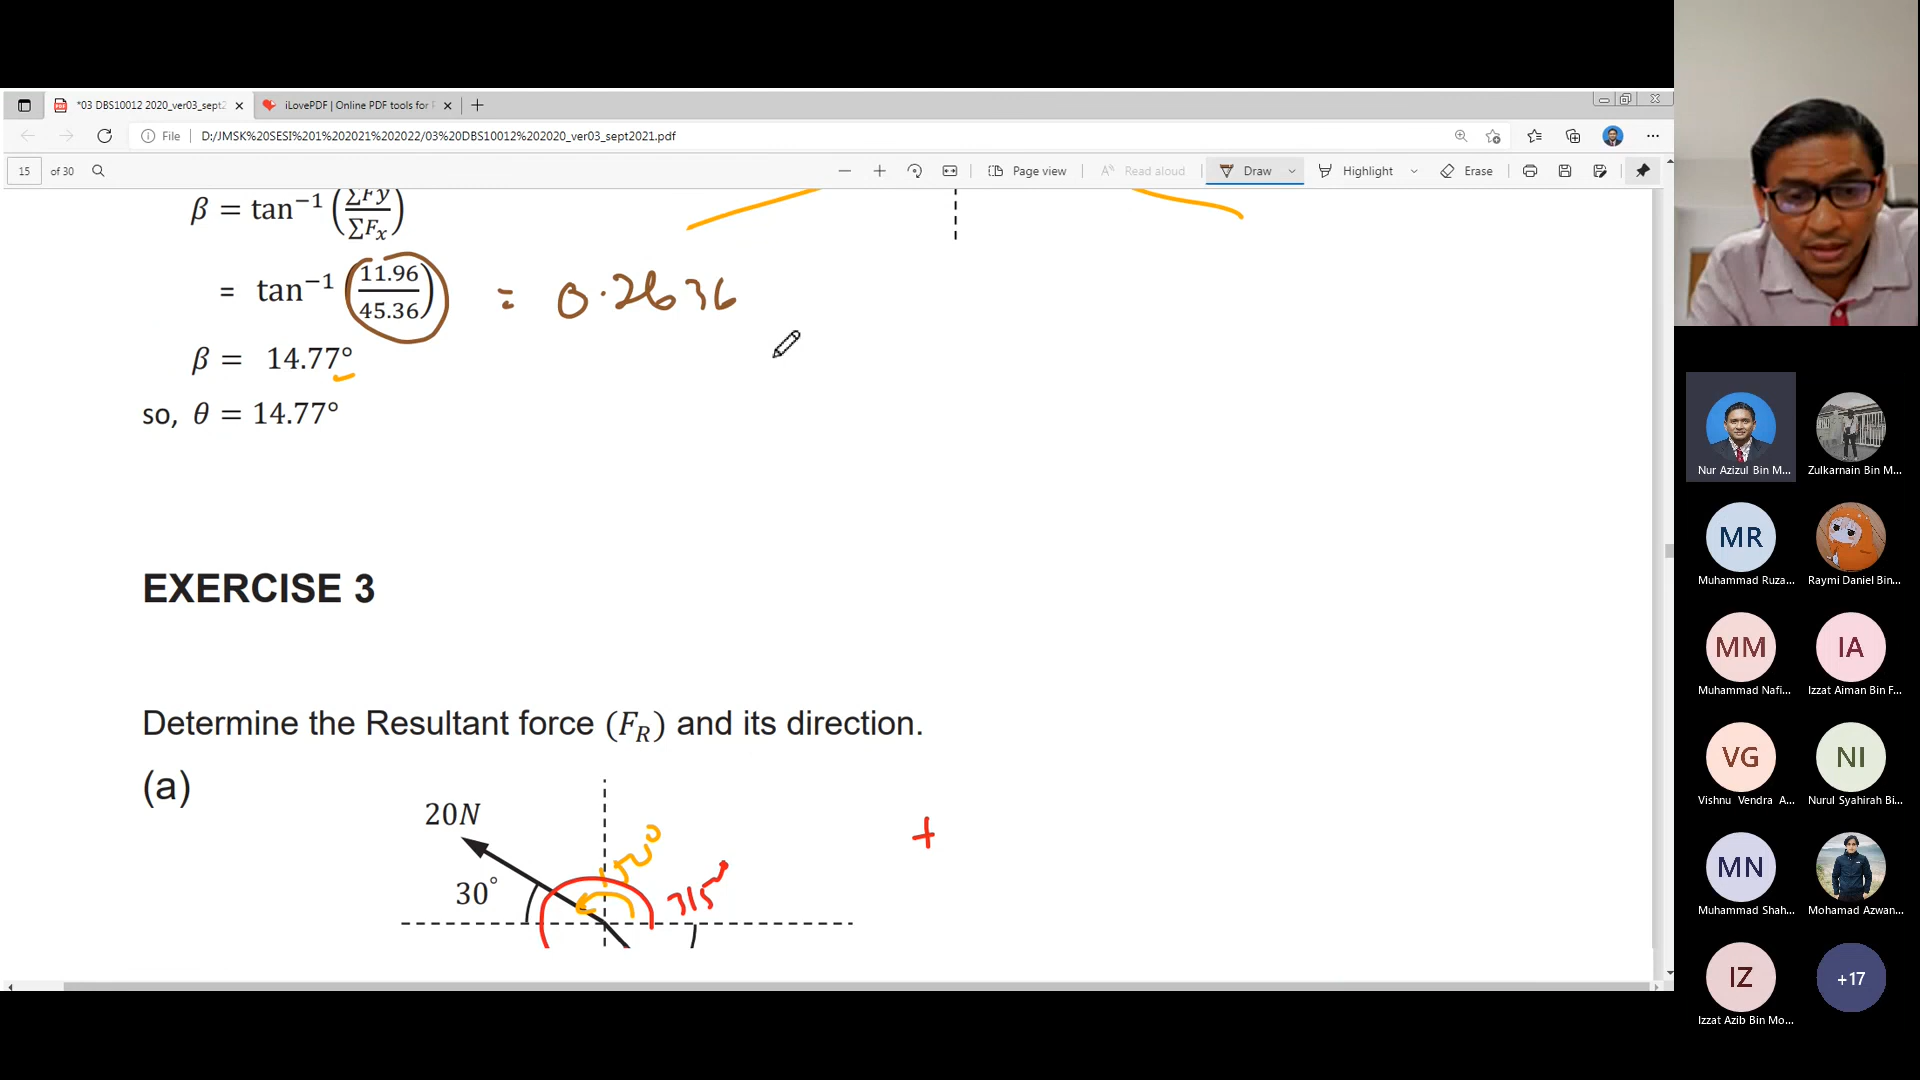 *03 DBS10012 2020_ver03_sept2
iLovePDF | Online PDF tools for
File D:/JMSK%20SESI%201%202021%202022/03%20DBS10012%202020_ver03_sept2021.pdf
15 of 30 Page view Read aloud Draw Highlight Erase
β = tan⁻¹ (∑Fy / ∑Fx)
= tan⁻¹ (11.96 / 45.36) = 0.2636
β = 14.77°
so, θ = 14.77°
EXERCISE 3
Determine the Resultant force (F_R) and its direction.
(a)
20N
30°
315°
+
Nur Azizul Bin M...
Zulkarnain Bin M...
MR
Muhammad Ruza...
Raymi Daniel Bin...
MM
Muhammad Nafi...
IA
Izzat Aiman Bin F...
VG
Vishnu Vendra A...
NI
Nurul Syahirah Bi...
MN
Muhammad Shah...
Mohamad Azwan...
IZ
Izzat Azib Bin Mo...
+17